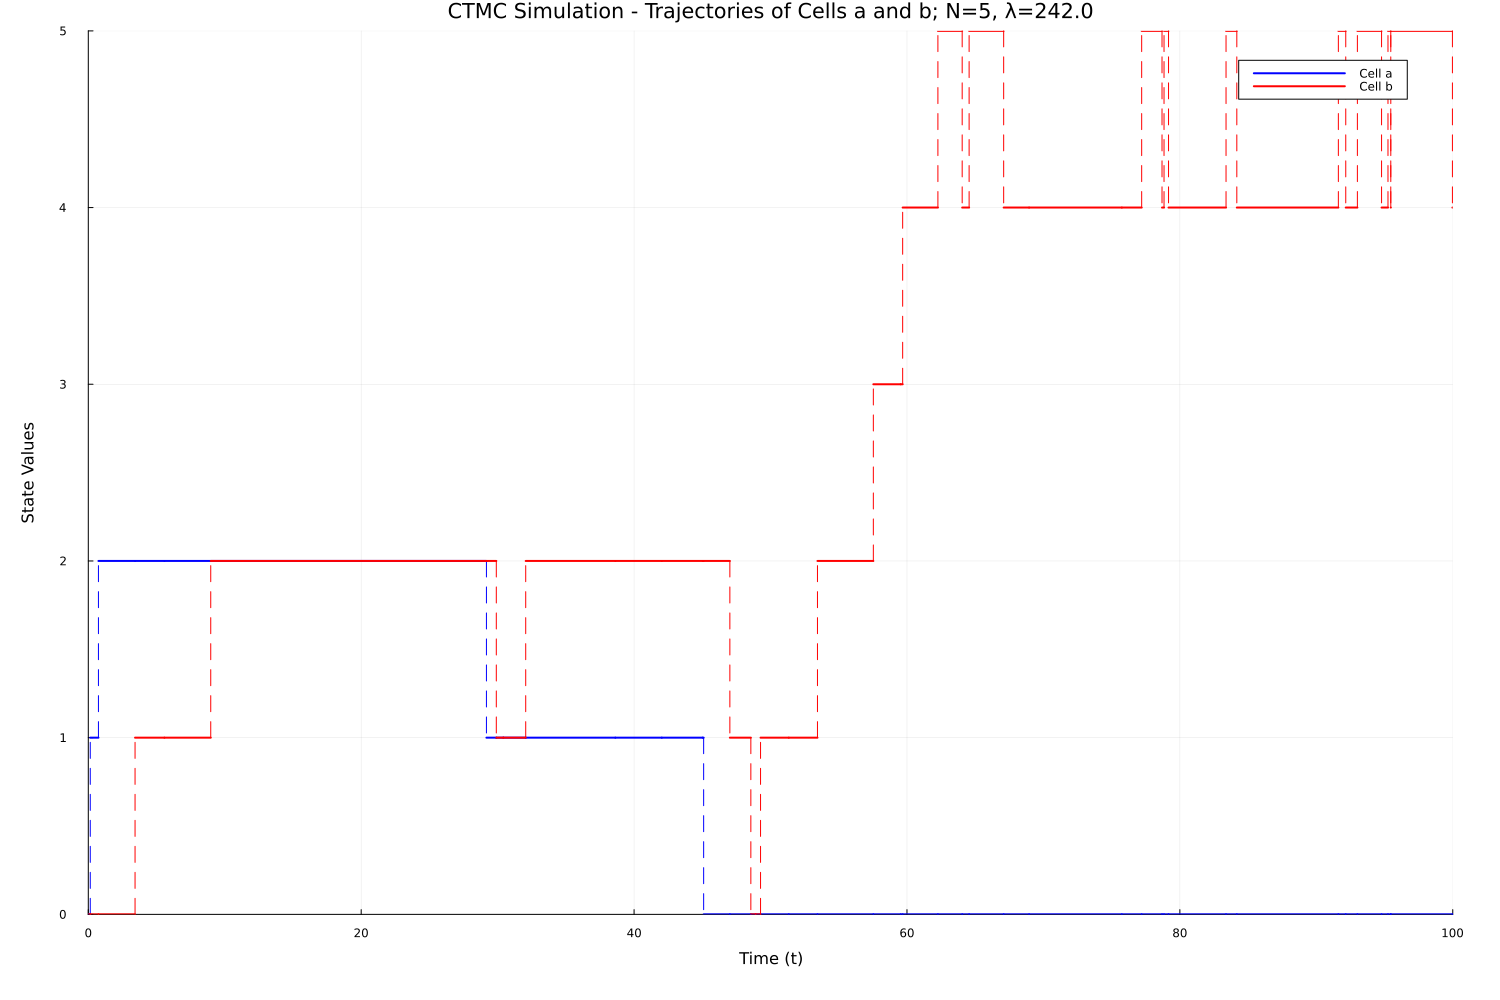 CTMC Simulation - Trajectories of Cells a and b; N=5, λ=242.0
5
4
3
2
1
0
State Values
Cell a
Cell b
0 20 40 60 80 100
Time (t)